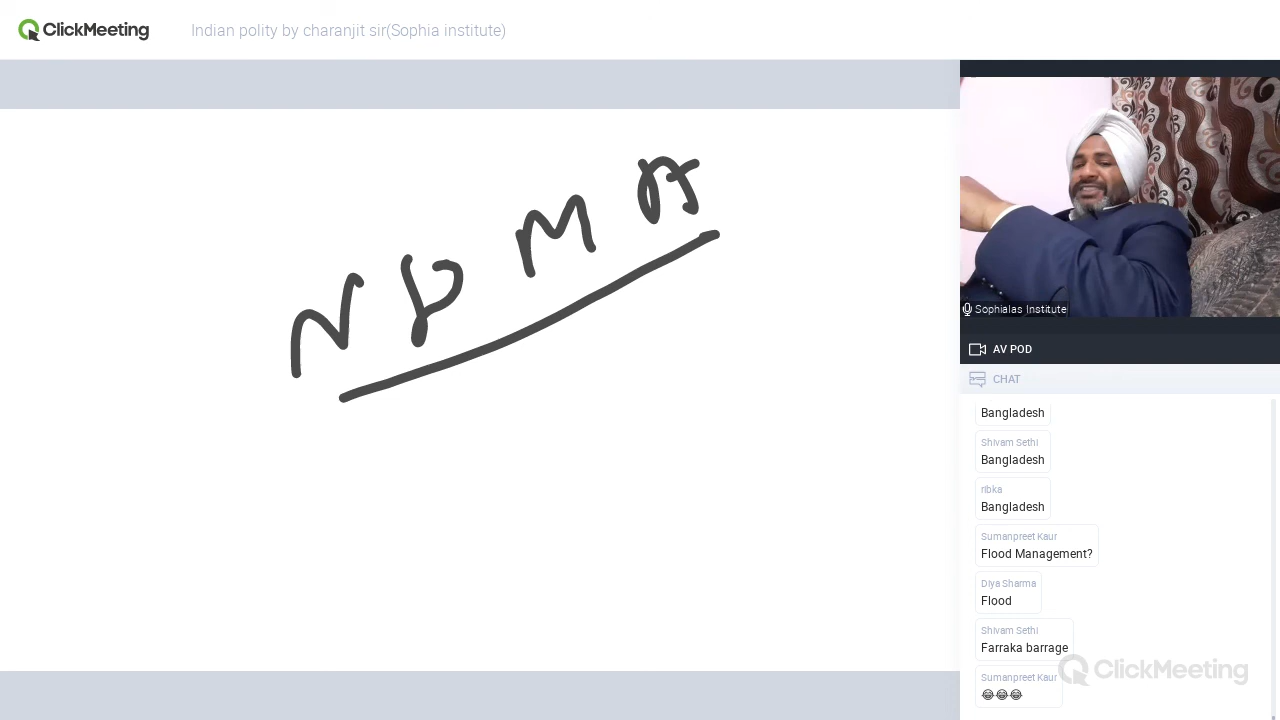 ClickMeeting
Indian polity by charanjit sir(Sophia institute)
NDMA
Sophialas Institute
AV POD
CHAT
Bangladesh
Shivam Sethi
Bangladesh
ribka
Bangladesh
Sumanpreet Kaur
Flood Management?
Diya Sharma
Flood
Shivam Sethi
Farraka barrage
Sumanpreet Kaur
😂😂😂
ClickMeeting